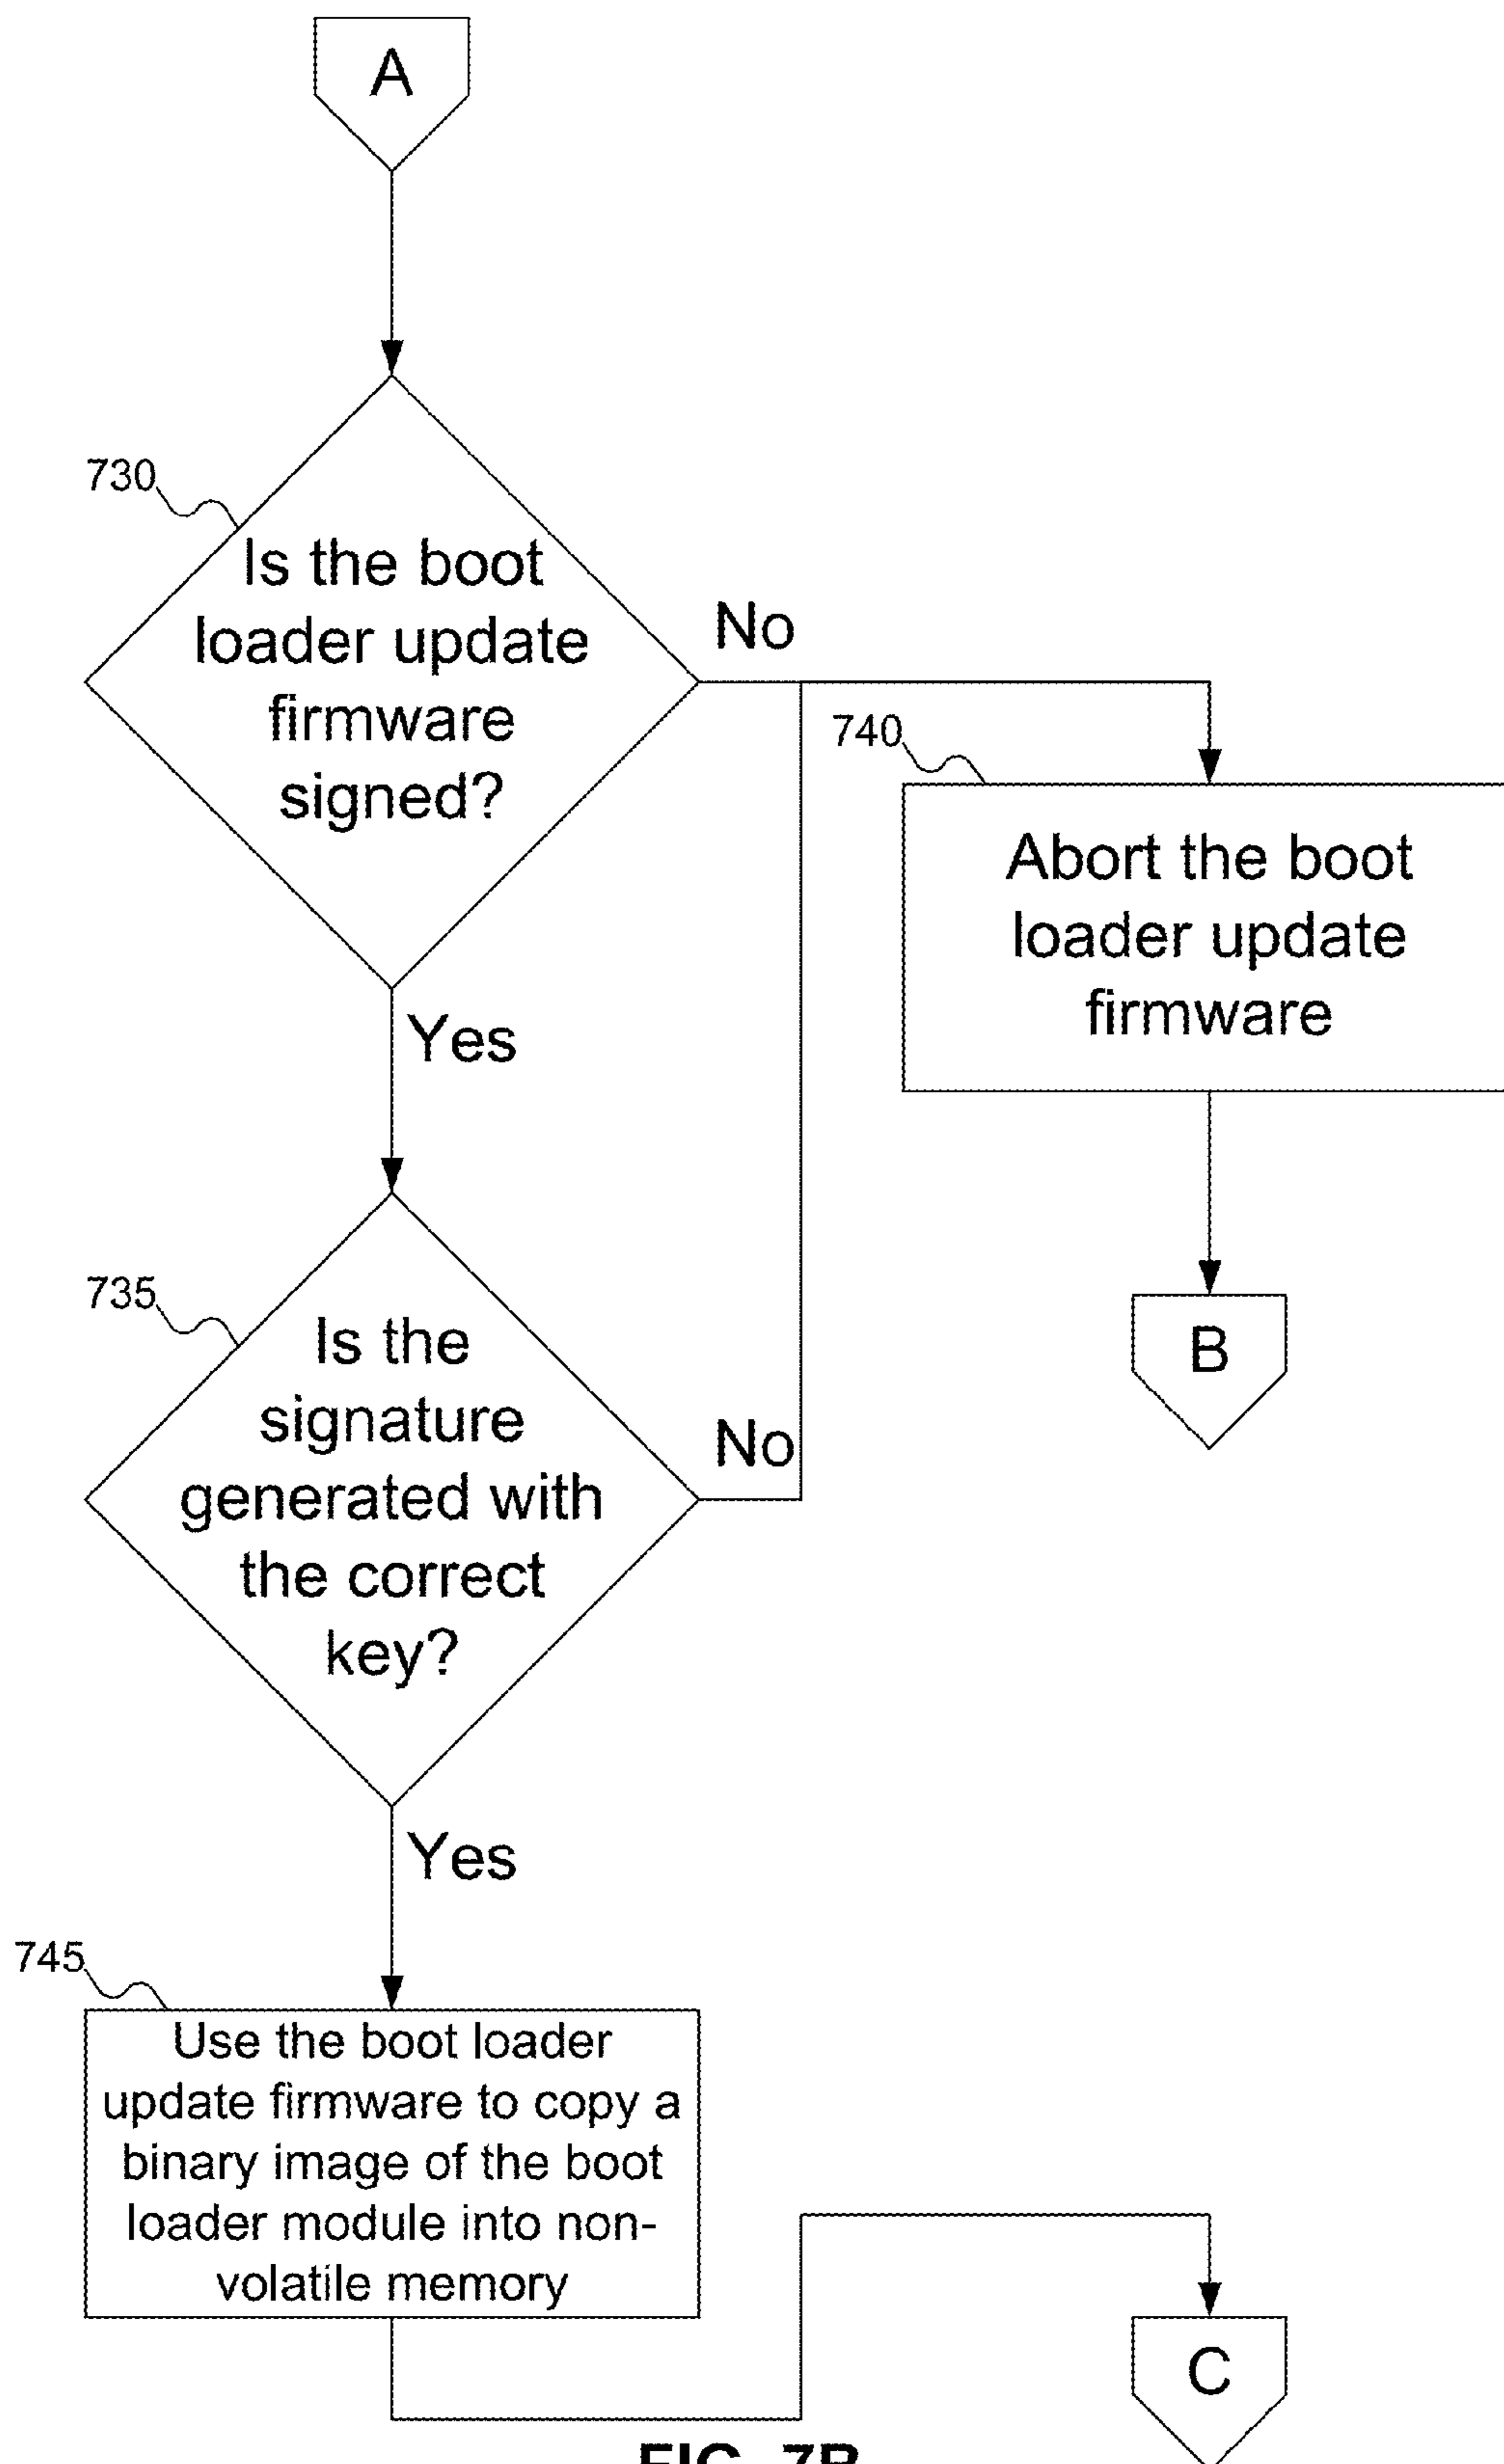 A
730
Is the boot
loader update
firmware
signed?
No
740
Abort the boot
loader update
firmware
Yes
B
735
Is the
signature
generated with
the correct
key?
No
Yes
745
Use the boot loader
update firmware to copy a
binary image of the boot
loader module into non-
volatile memory
C
FIG. 7B